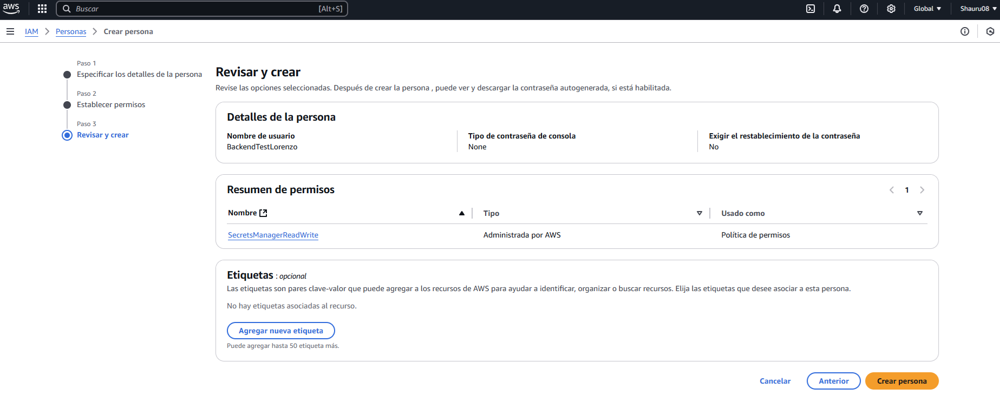 aws
Buscar [Alt+S]
Global
Shauru08
IAM
Personas
Crear persona
Paso 1
Especificar los detalles de la persona
Paso 2
Establecer permisos
Paso 3
Revisar y crear
Revisar y crear
Revise las opciones seleccionadas. Después de crear la persona , puede ver y descargar la contraseña autogenerada, si está habilitada.
Detalles de la persona
Nombre de usuario
BackendTestLorenzo
Tipo de contraseña de consola
None
Exigir el restablecimiento de la contraseña
No
Resumen de permisos
1
Nombre
Tipo
Usado como
SecretsManagerReadWrite
Administrada por AWS
Política de permisos
Etiquetas : opcional
Las etiquetas son pares clave-valor que puede agregar a los recursos de AWS para ayudar a identificar, organizar o buscar recursos. Elija las etiquetas que desee asociar a esta persona.
No hay etiquetas asociadas al recurso.
Agregar nueva etiqueta
Puede agregar hasta 50 etiqueta más.
Cancelar
Anterior
Crear persona